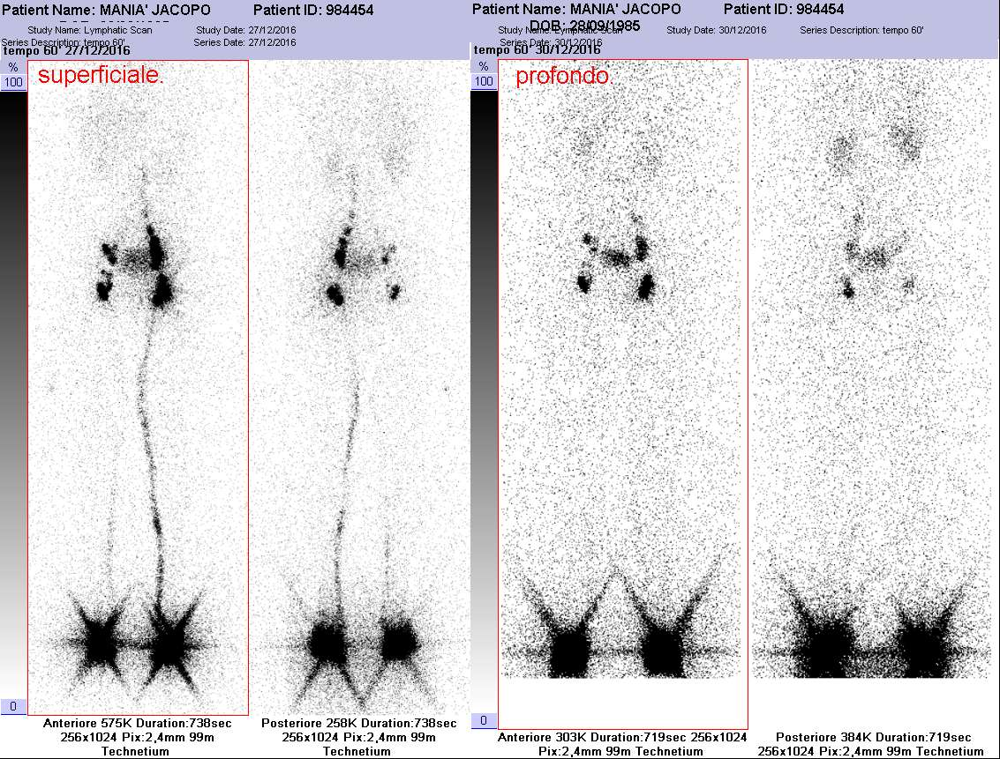 Patient Name: MANIA' JACOPO
Patient ID: 984454
Study Name: Lymphatic Scan
Study Date: 27/12/2016
Series Description: tempo 60'
Series Date: 27/12/2016
tempo 60' 27/12/2016
%
100
superficiale.
0
Anteriore 575K Duration:738sec
256x1024 Pix:2,4mm 99m
Technetium
Posteriore 258K Duration:738sec
256x1024 Pix:2,4mm 99m
Technetium
Patient Name: MANIA' JACOPO
Patient ID: 984454
DOB: 28/09/1985
Study Name: Lymphatic Scan
Study Date: 30/12/2016
Series Description: tempo 60'
Series Date: 30/12/2016
tempo 60' 30/12/2016
%
100
profondo.
0
Anteriore 303K Duration:719sec 256x1024
Pix:2,4mm 99m Technetium
Posteriore 384K Duration:719sec
256x1024 Pix:2,4mm 99m Technetium